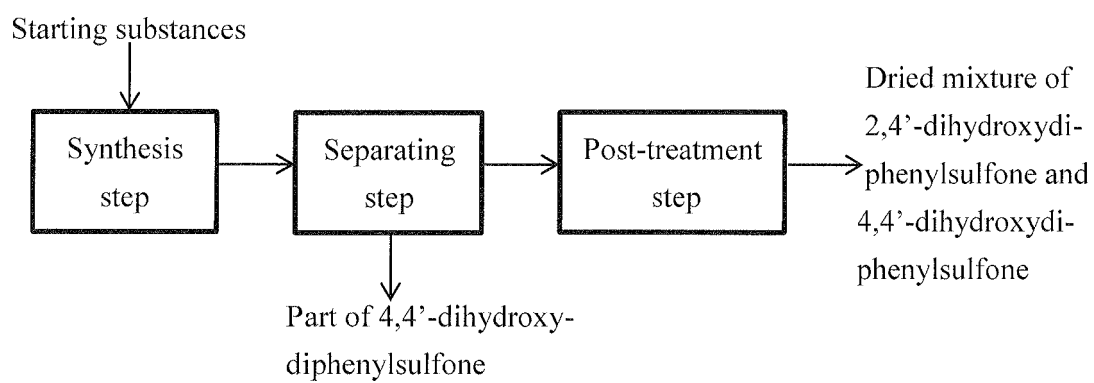 Starting substances
Synthesis
step
Separating
step
Post-treatment
step
Dried mixture of
2,4’-dihydroxydi-
phenylsulfone and
4,4’-dihydroxydi-
phenylsulfone
Part of 4,4’-dihydroxy-
diphenylsulfone